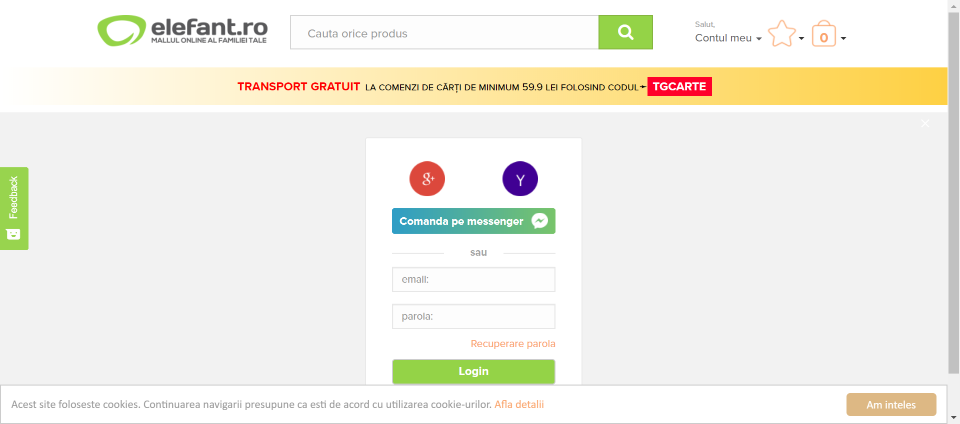 elefant.ro
MALLUL ONLINE AL FAMILIEI TALE
Cauta orice produs
Salut,
Contul meu
0
TRANSPORT GRATUIT LA COMENZI DE CĂRȚI DE MINIMUM 59.9 LEI FOLOSIND CODUL TGCARTE
Feedback
g+
Y
Comanda pe messenger
sau
email:
parola:
Recuperare parola
Login
Acest site foloseste cookies. Continuarea navigarii presupune ca esti de acord cu utilizarea cookie-urilor. Afla detalii
Am inteles